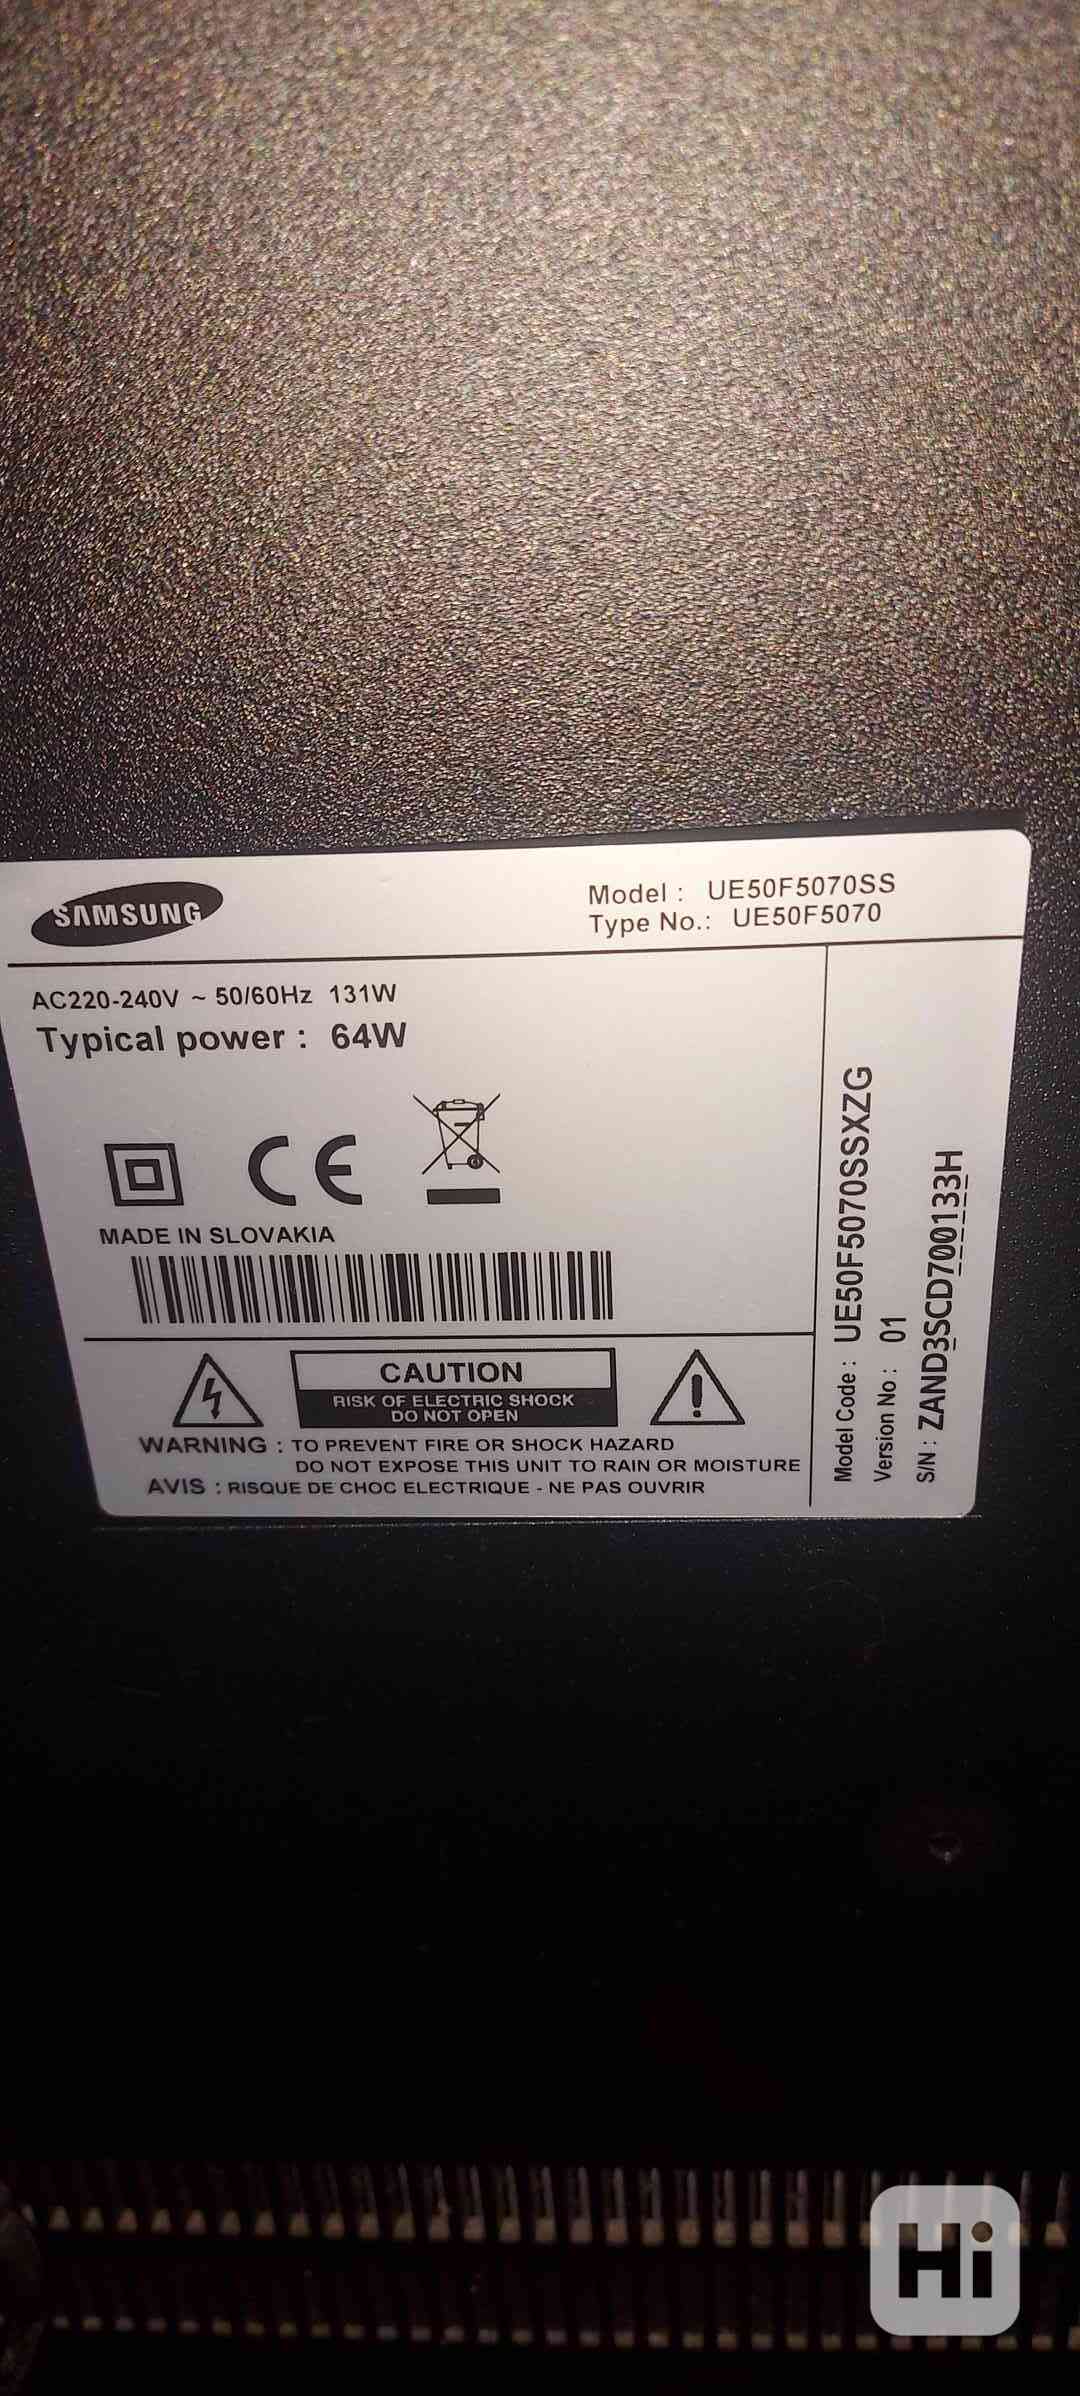 SAMSUNG
Model : UE50F5070SS
Type No.: UE50F5070
AC220-240V ~ 50/60Hz 131W
Typical power : 64W
CE
MADE IN SLOVAKIA
CAUTION
RISK OF ELECTRIC SHOCK
DO NOT OPEN
WARNING : TO PREVENT FIRE OR SHOCK HAZARD
DO NOT EXPOSE THIS UNIT TO RAIN OR MOISTURE
AVIS : RISQUE DE CHOC ELECTRIQUE - NE PAS OUVRIR
Model Code : UE50F5070SSXZG
Version No : 01
S/N : ZAND3SCD700133H
Hi